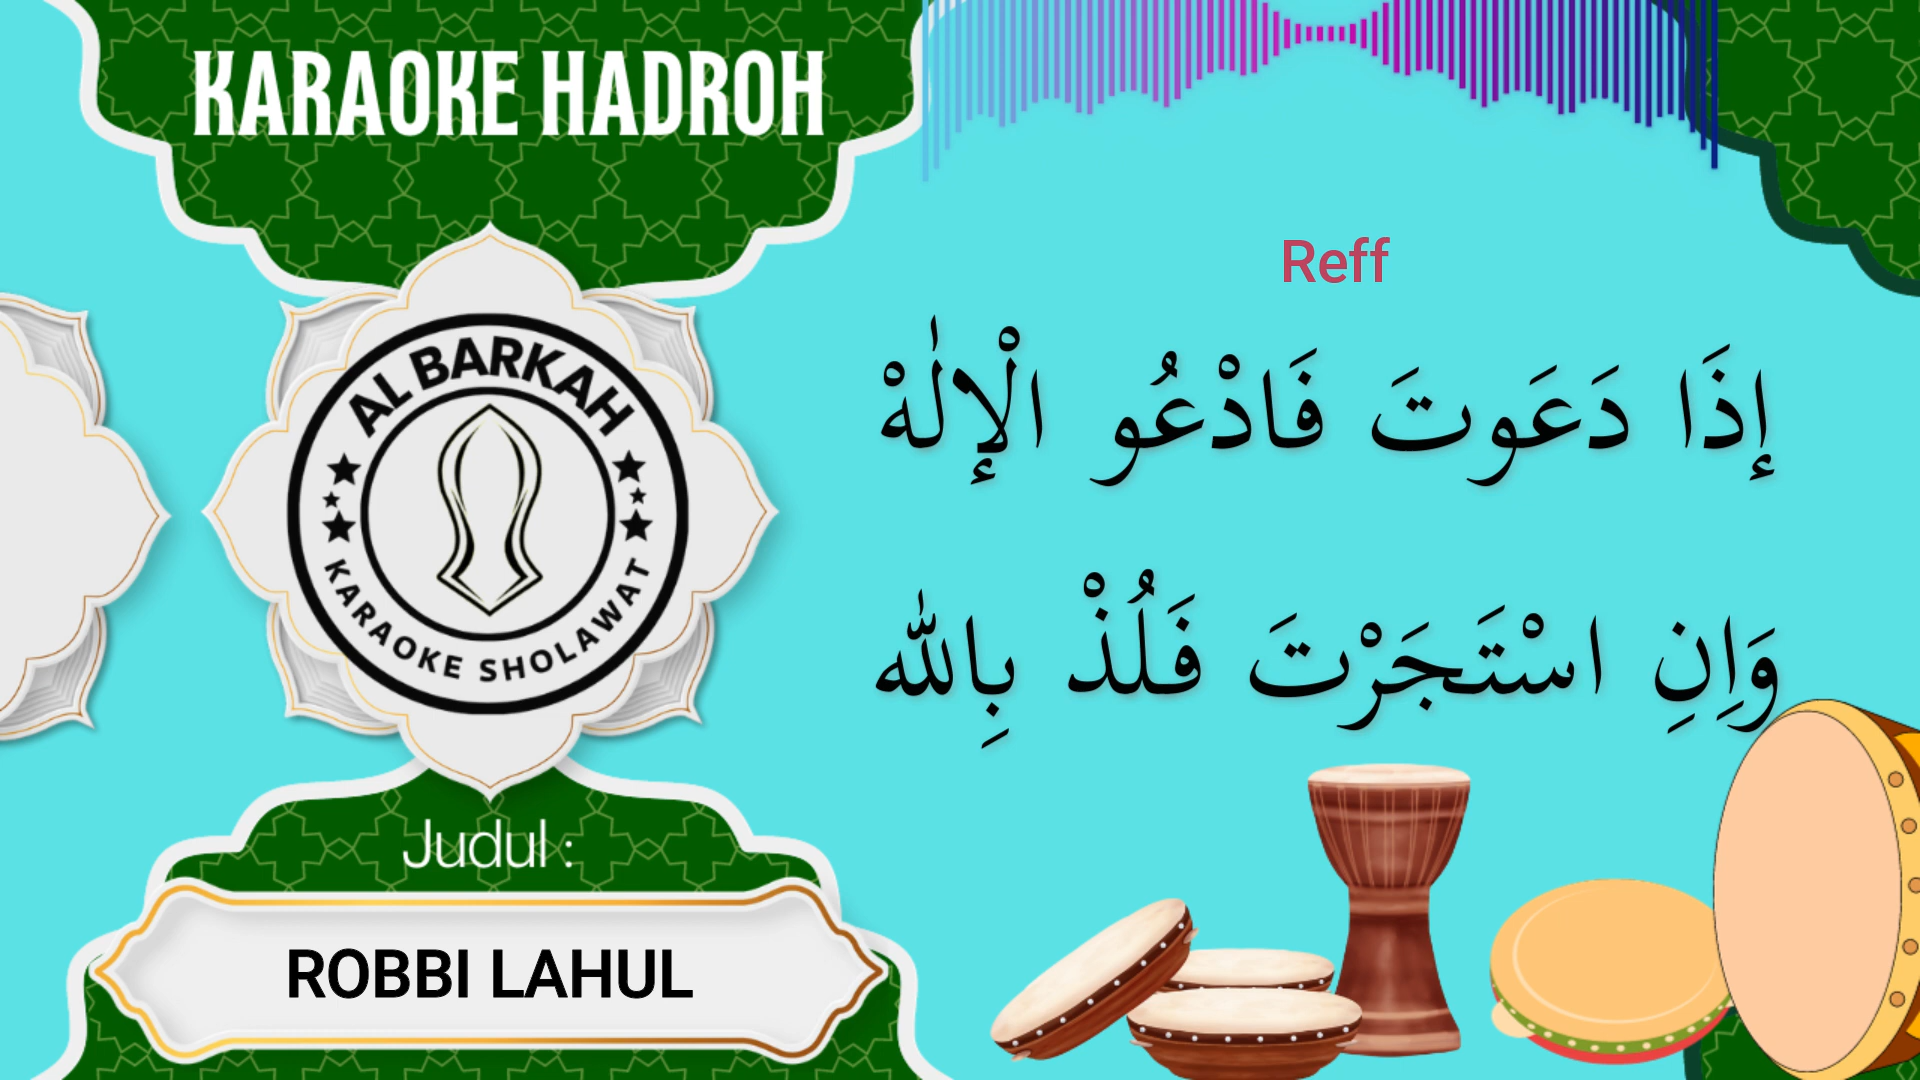 KARAOKE HADROH
AL BARKAH
KARAOKE SHOLAWAT
Judul :
ROBBI LAHUL
Reff
إِذَا دَعَوتَ فَادْعُو الْإِلٰهْ
وَاِنِ اسْتَجَرْتَ فَلُذْ بِاللّٰه